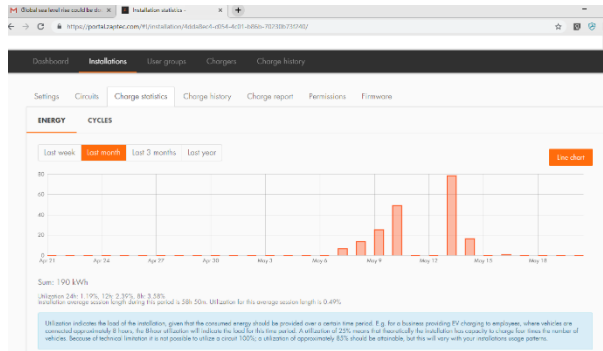 Global sea level rise could be dis
Installation statistics -
https://portal.zaptec.com/#!/installation/
Dashboard Installations User groups Chargers Charge history
Settings Circuits Charge statistics Charge history Charge report Permissions Firmware
ENERGY CYCLES
Last week Last month Last 3 months Last year
Line chart
80
60
40
20
0
Apr 21 Apr 24 Apr 27 Apr 30 May 3 May 6 May 9 May 12 May 15 May 18
Sum: 190 kWh
Utilization 24h: 1.19%, 12h: 2.39%, 8h: 3.58%
Installation average session length during this period is 58h 50m. Utilization for this average session length is 0.49%
Utilization indicates the load of the installation, given that the consumed energy should be provided over a certain time period. E.g. for a business providing EV charging to employees, where vehicles are
connected approximately 8 hours, the 8-hour utilization will indicate the load for this time period. A utilization of 25% means that theoretically the installation has capacity to charge four times the number of
vehicles. Because of technical limitation it is not possible to utilize a circuit 100%; a utilization of approximately 85% should be attainable, but this will vary with your installations usage patterns.